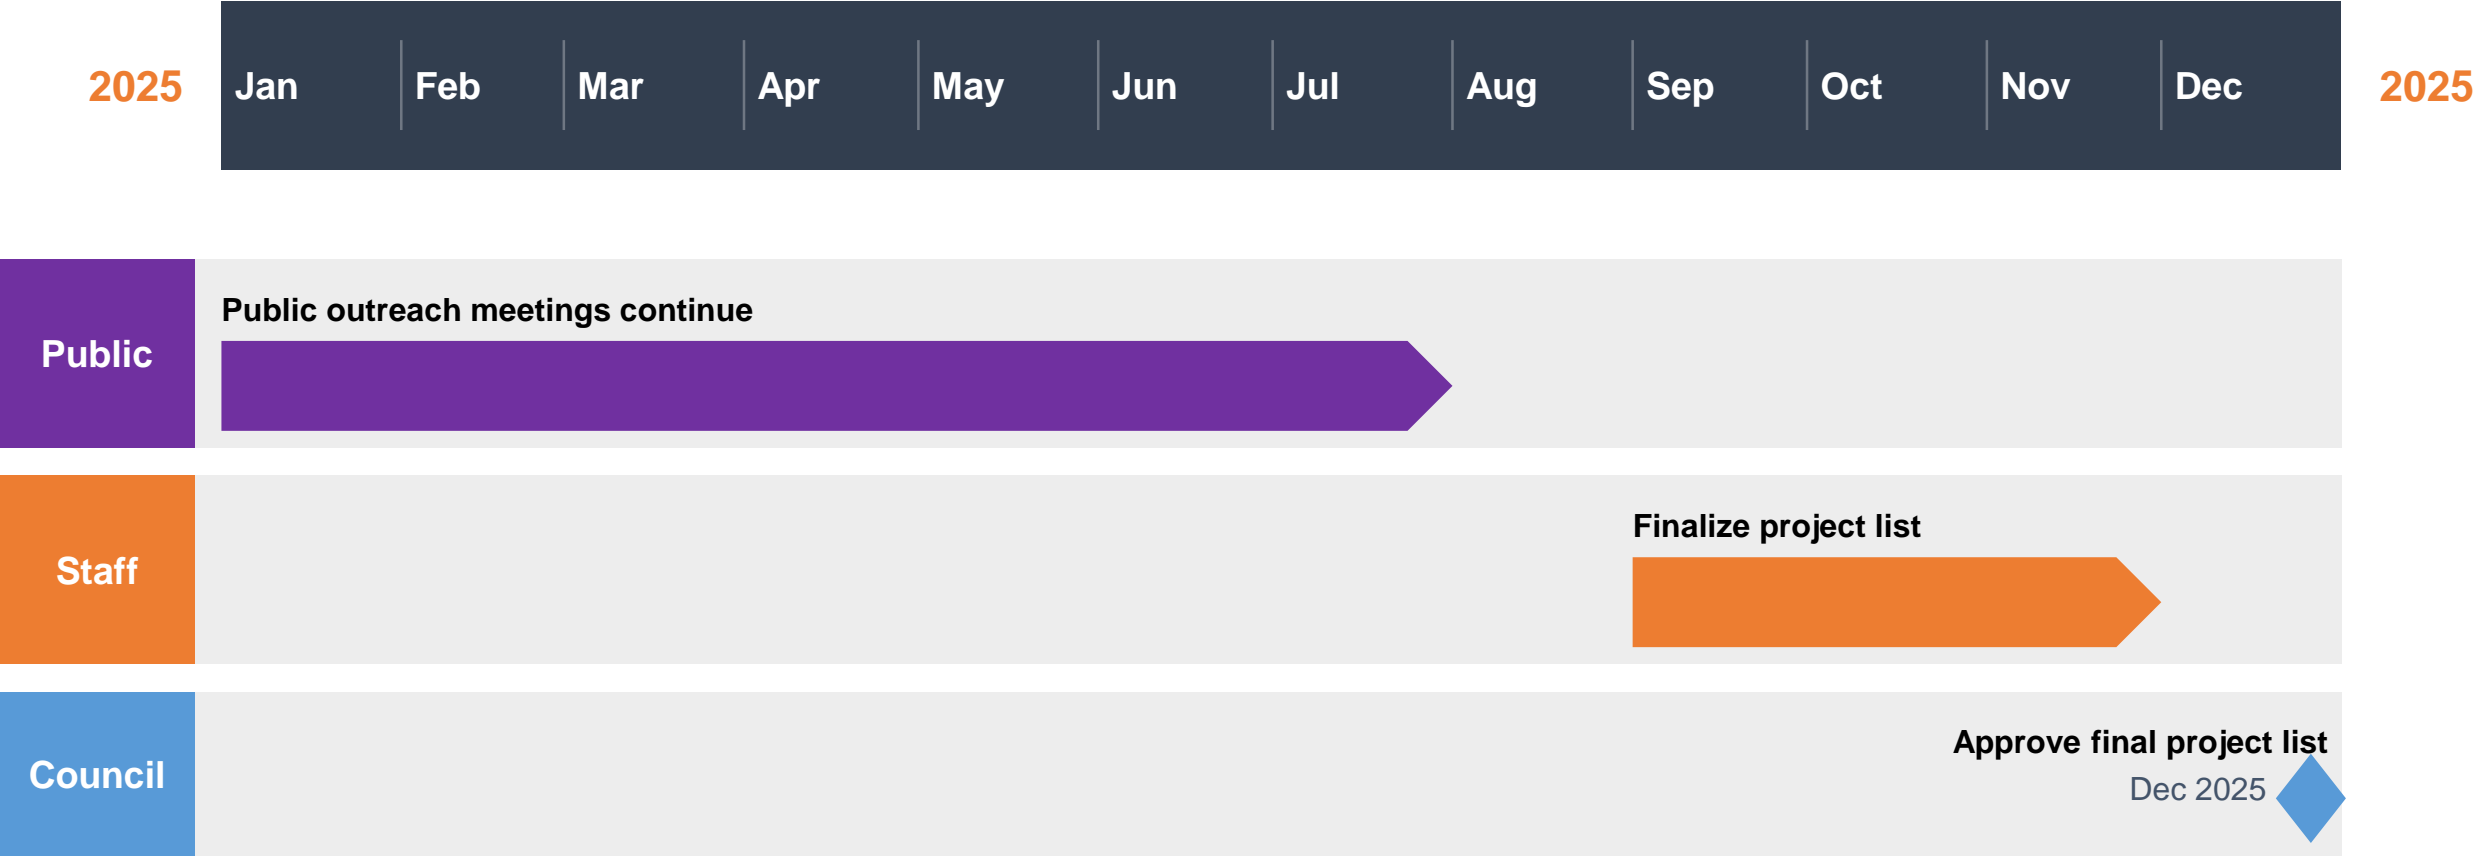 2025 Jan Feb Mar Apr May Jun Jul Aug Sep Oct Nov Dec 2025
Public outreach meetings continue
Public
Finalize project list
Staff
Approve final project list
Council
Dec 2025